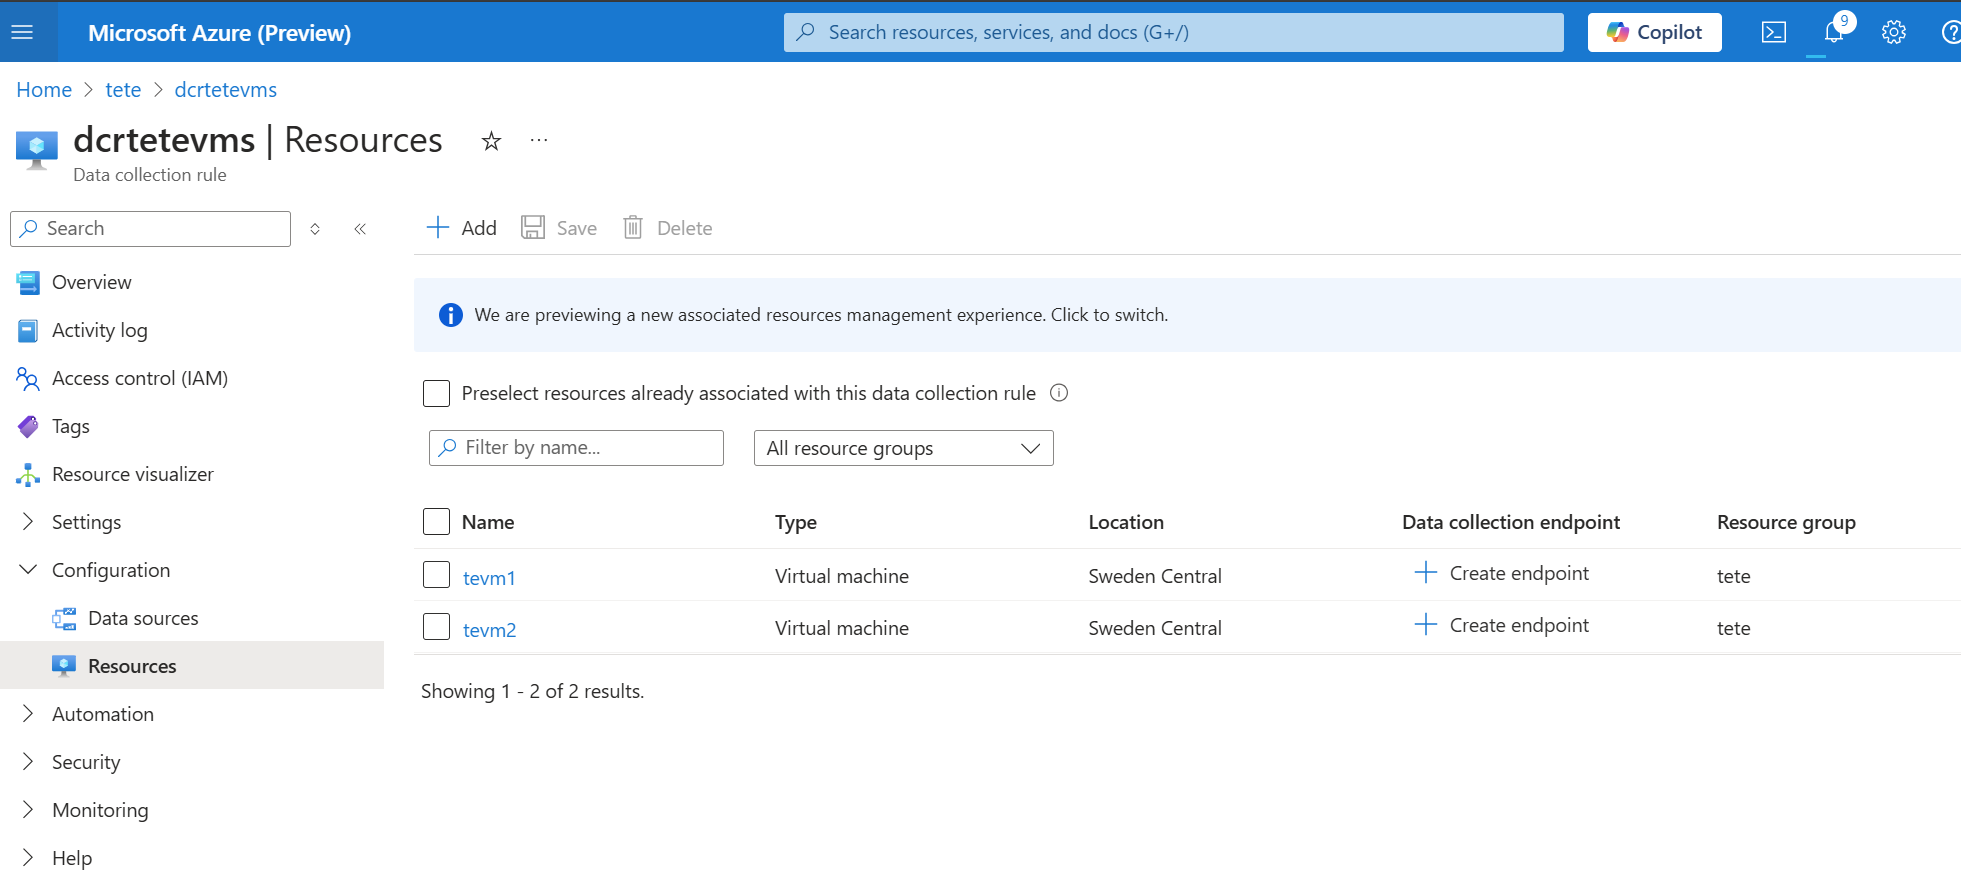 Microsoft Azure (Preview)
Search resources, services, and docs (G+/)
Copilot
9
Home > tete > dcrtetevms
dcrtetevms | Resources
Data collection rule
Search
Add
Save
Delete
Overview
Activity log
Access control (IAM)
Tags
Resource visualizer
Settings
Configuration
Data sources
Resources
Automation
Security
Monitoring
Help
We are previewing a new associated resources management experience. Click to switch.
Preselect resources already associated with this data collection rule
Filter by name...
All resource groups
Name Type Location Data collection endpoint Resource group
tevm1 Virtual machine Sweden Central Create endpoint tete
tevm2 Virtual machine Sweden Central Create endpoint tete
Showing 1 - 2 of 2 results.